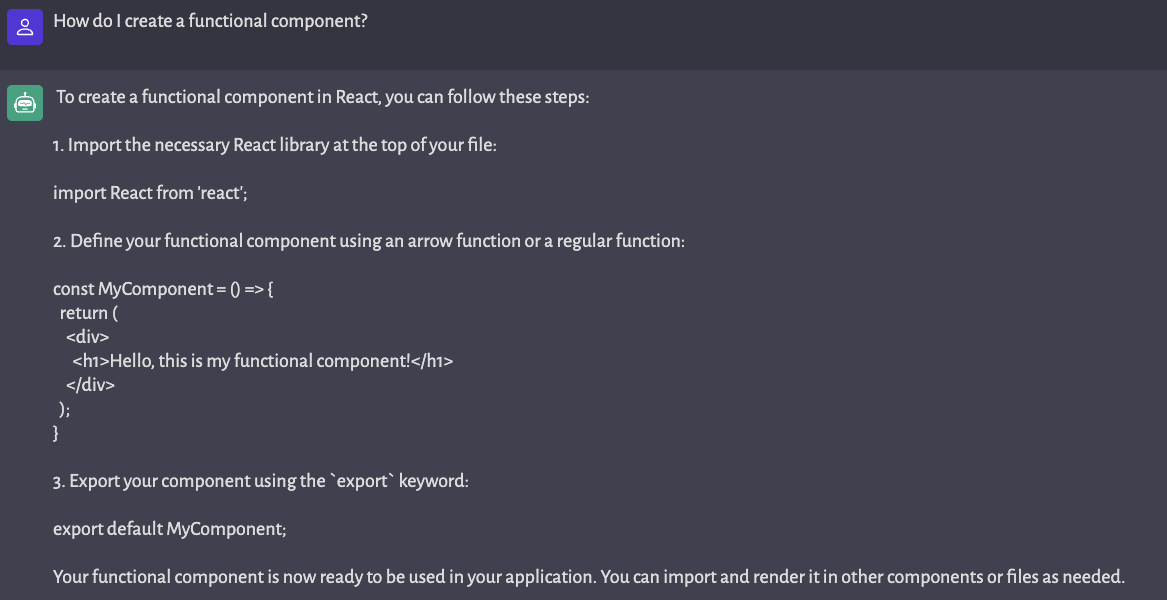 How do I create a functional component?
To create a functional component in React, you can follow these steps:
1. Import the necessary React library at the top of your file:
import React from 'react';
2. Define your functional component using an arrow function or a regular function:
const MyComponent = () => {
  return (
    <div>
      <h1>Hello, this is my functional component!</h1>
    </div>
  );
}
3. Export your component using the `export` keyword:
export default MyComponent;
Your functional component is now ready to be used in your application. You can import and render it in other components or files as needed.